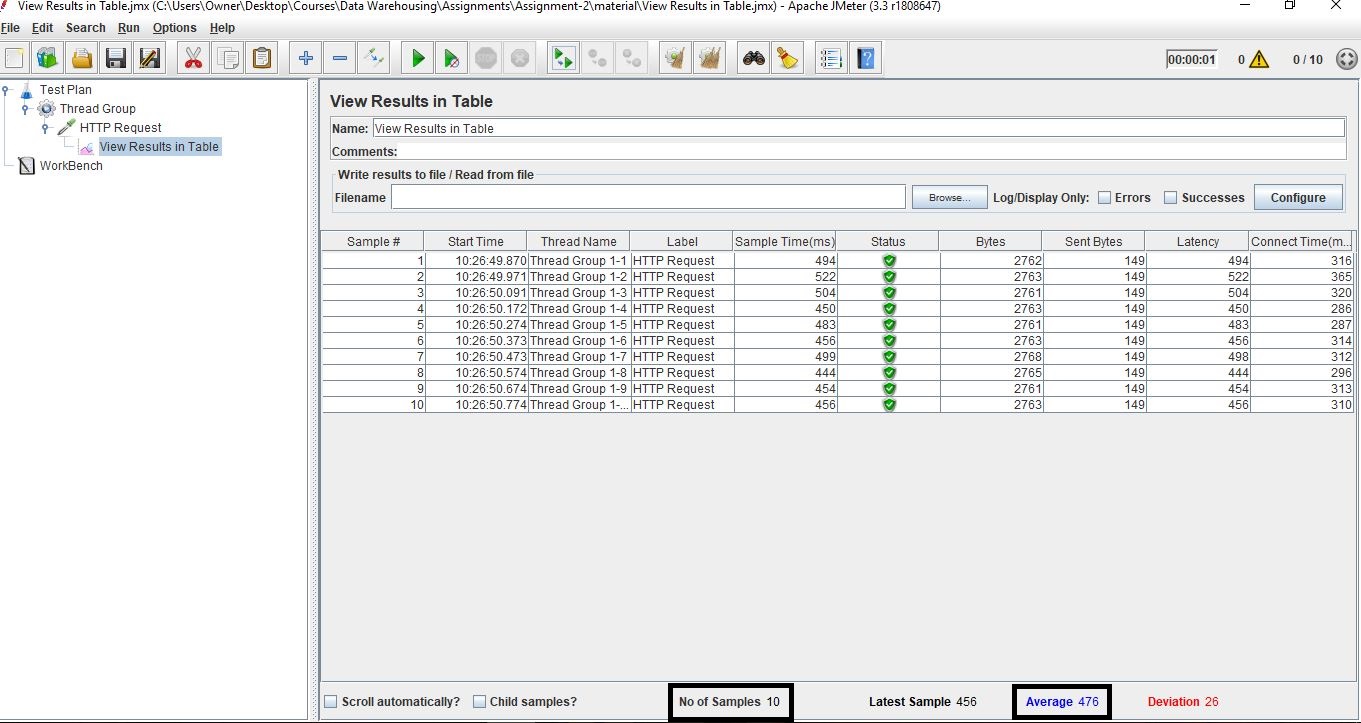 View Results in Table.jmx (C:\Users\Owner\Desktop\Courses\Data Warehousing\Assignments\Assignment-2\material\View Results in Table.jmx) - Apache JMeter (3.3 r1808647)
File Edit Search Run Options Help
00:00:01 0 0 / 10
Test Plan
Thread Group
HTTP Request
View Results in Table
WorkBench
View Results in Table
Name: View Results in Table
Comments:
Write results to file / Read from file
Filename Browse... Log/Display Only: Errors Successes Configure
Sample # Start Time Thread Name Label Sample Time(ms) Status Bytes Sent Bytes Latency Connect Time(m...
1 10:26:49.870 Thread Group 1-1 HTTP Request 494 2762 149 494 316
2 10:26:49.971 Thread Group 1-2 HTTP Request 522 2763 149 522 365
3 10:26:50.091 Thread Group 1-3 HTTP Request 504 2761 149 504 320
4 10:26:50.172 Thread Group 1-4 HTTP Request 450 2763 149 450 286
5 10:26:50.274 Thread Group 1-5 HTTP Request 483 2761 149 483 287
6 10:26:50.373 Thread Group 1-6 HTTP Request 456 2763 149 456 314
7 10:26:50.473 Thread Group 1-7 HTTP Request 499 2768 149 498 312
8 10:26:50.574 Thread Group 1-8 HTTP Request 444 2765 149 444 296
9 10:26:50.674 Thread Group 1-9 HTTP Request 454 2761 149 454 313
10 10:26:50.774 Thread Group 1-... HTTP Request 456 2763 149 456 310
Scroll automatically? Child samples? No of Samples 10 Latest Sample 456 Average 476 Deviation 26